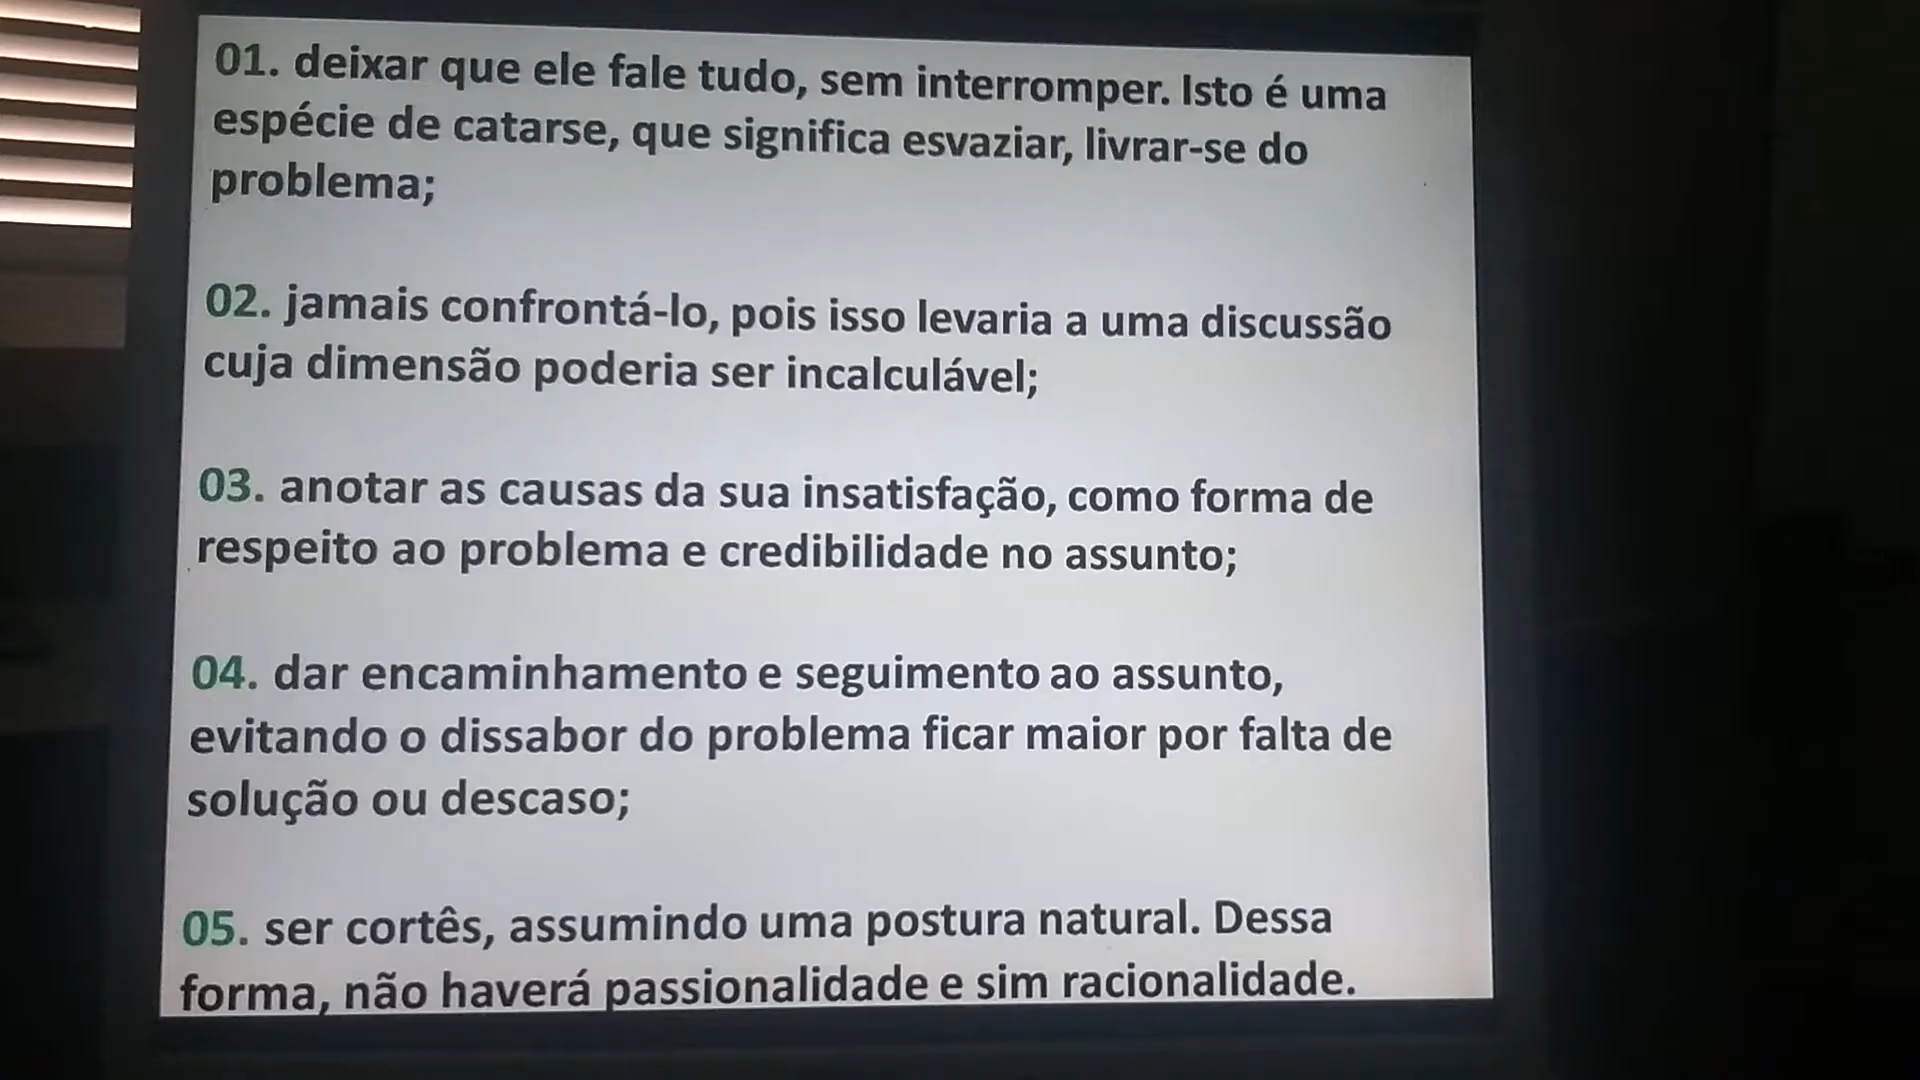 01. deixar que ele fale tudo, sem interromper. Isto é uma
espécie de catarse, que significa esvaziar, livrar-se do
problema;
02. jamais confrontá-lo, pois isso levaria a uma discussão
cuja dimensão poderia ser incalculável;
03. anotar as causas da sua insatisfação, como forma de
respeito ao problema e credibilidade no assunto;
04. dar encaminhamento e seguimento ao assunto,
evitando o dissabor do problema ficar maior por falta de
solução ou descaso;
05. ser cortês, assumindo uma postura natural. Dessa
forma, não haverá passionalidade e sim racionalidade.